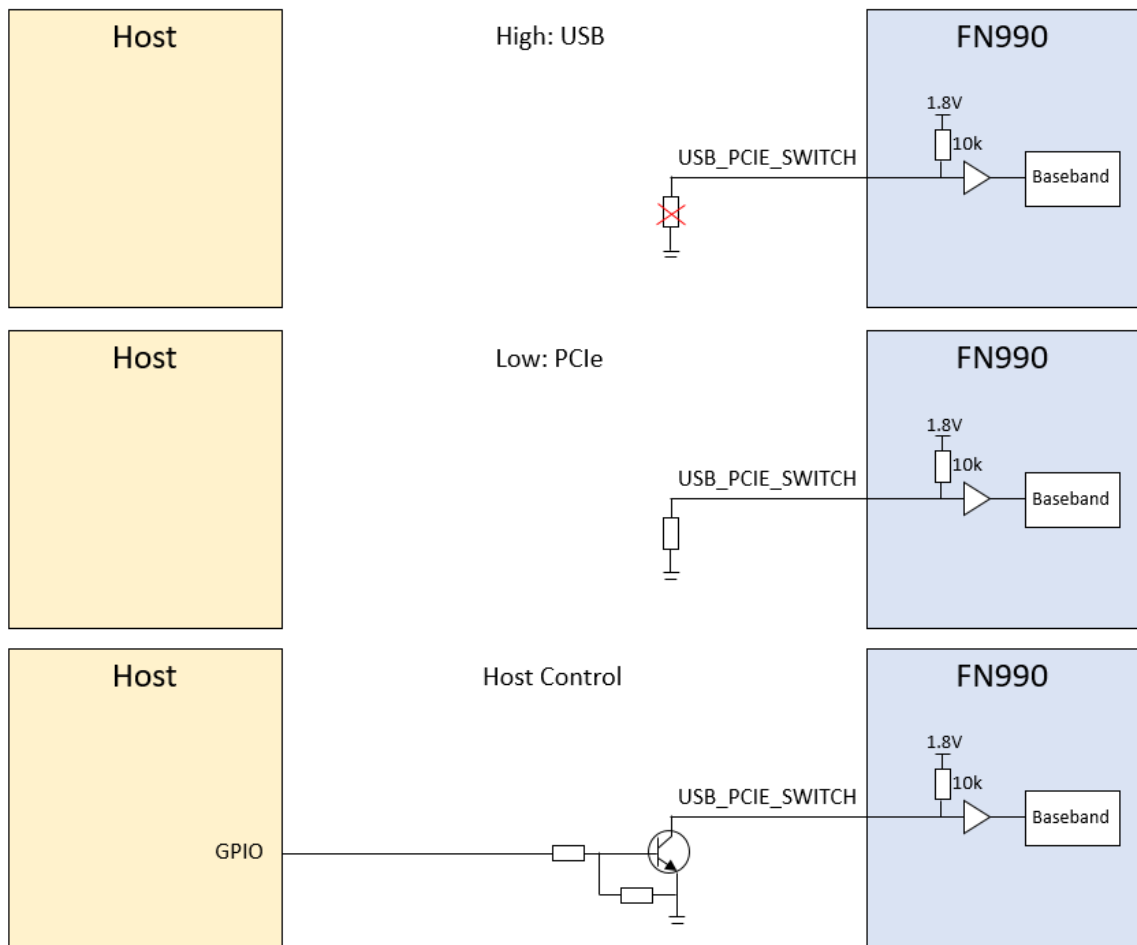 Host
High: USB
FN990
1.8V
10k
USB_PCIE_SWITCH
Baseband
Host
Low: PCIe
FN990
1.8V
10k
USB_PCIE_SWITCH
Baseband
Host
Host Control
FN990
1.8V
10k
USB_PCIE_SWITCH
Baseband
GPIO